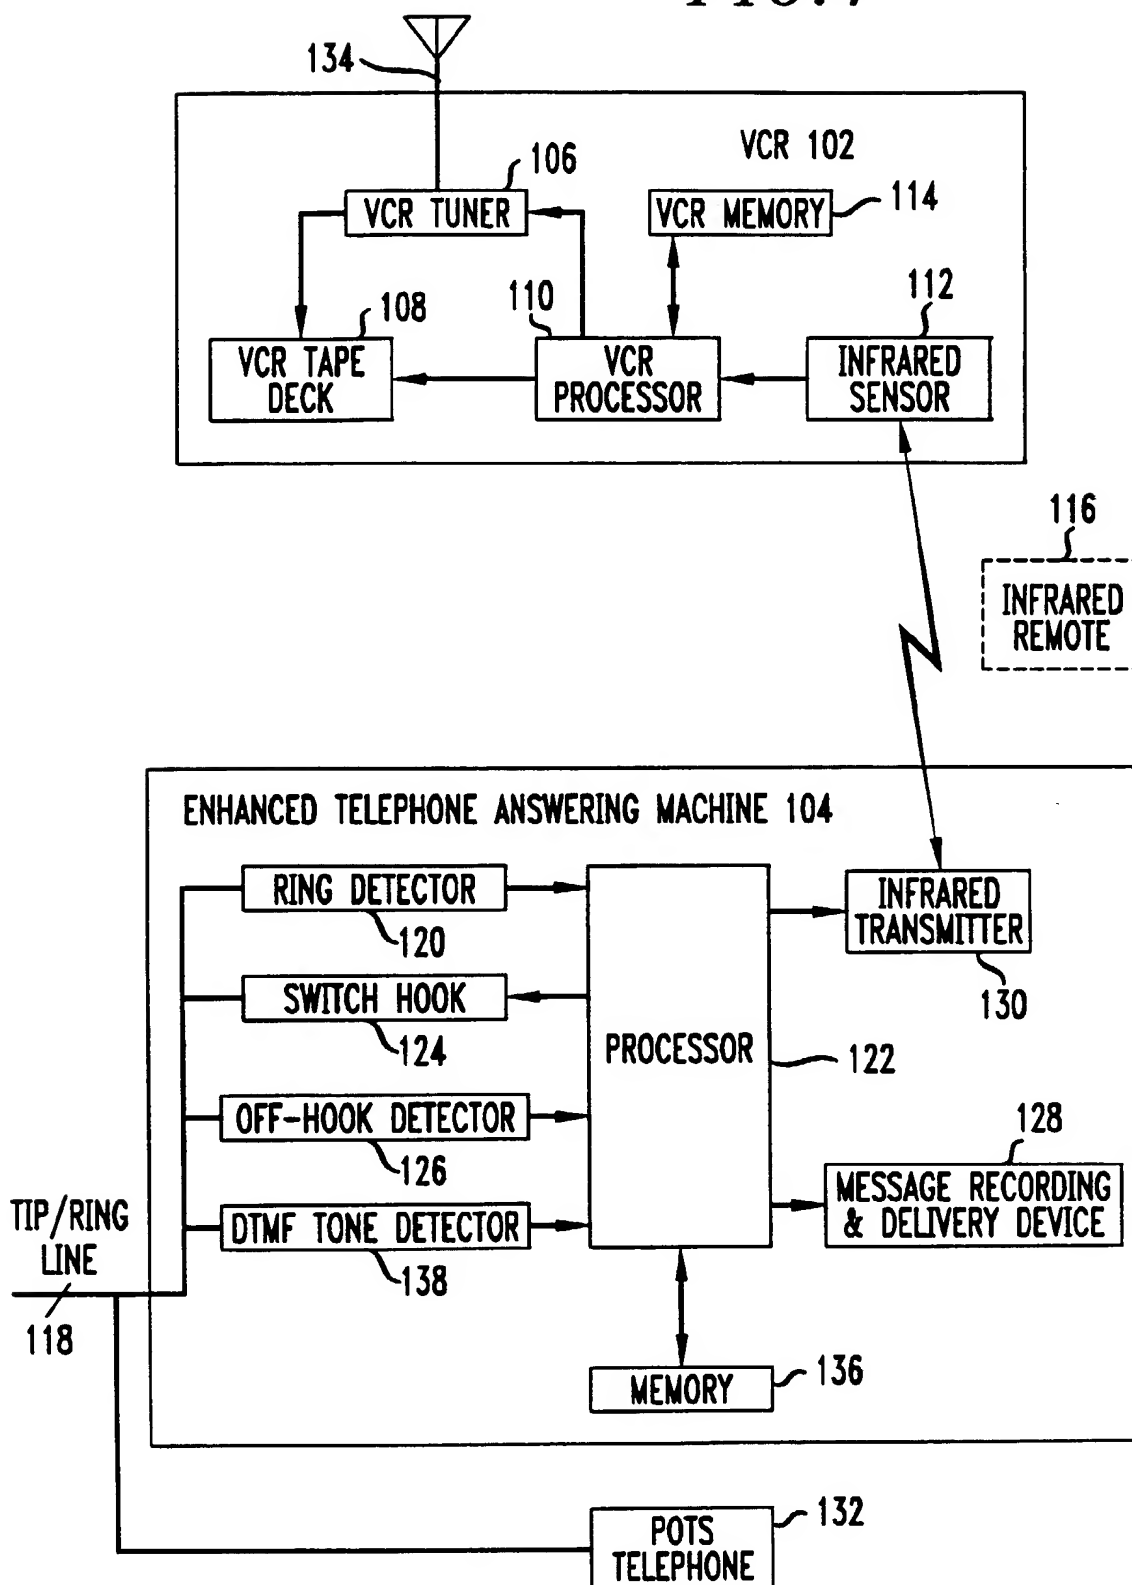 134
VCR 102
106
VCR TUNER
VCR MEMORY
114
108
110
112
VCR TAPE
DECK
VCR
PROCESSOR
INFRARED
SENSOR
116
INFRARED
REMOTE
ENHANCED TELEPHONE ANSWERING MACHINE 104
RING DETECTOR
120
INFRARED
TRANSMITTER
130
SWITCH HOOK
124
PROCESSOR
122
OFF-HOOK DETECTOR
126
128
MESSAGE RECORDING
& DELIVERY DEVICE
DTMF TONE DETECTOR
138
TIP/RING
LINE
118
MEMORY
136
POTS
TELEPHONE
132